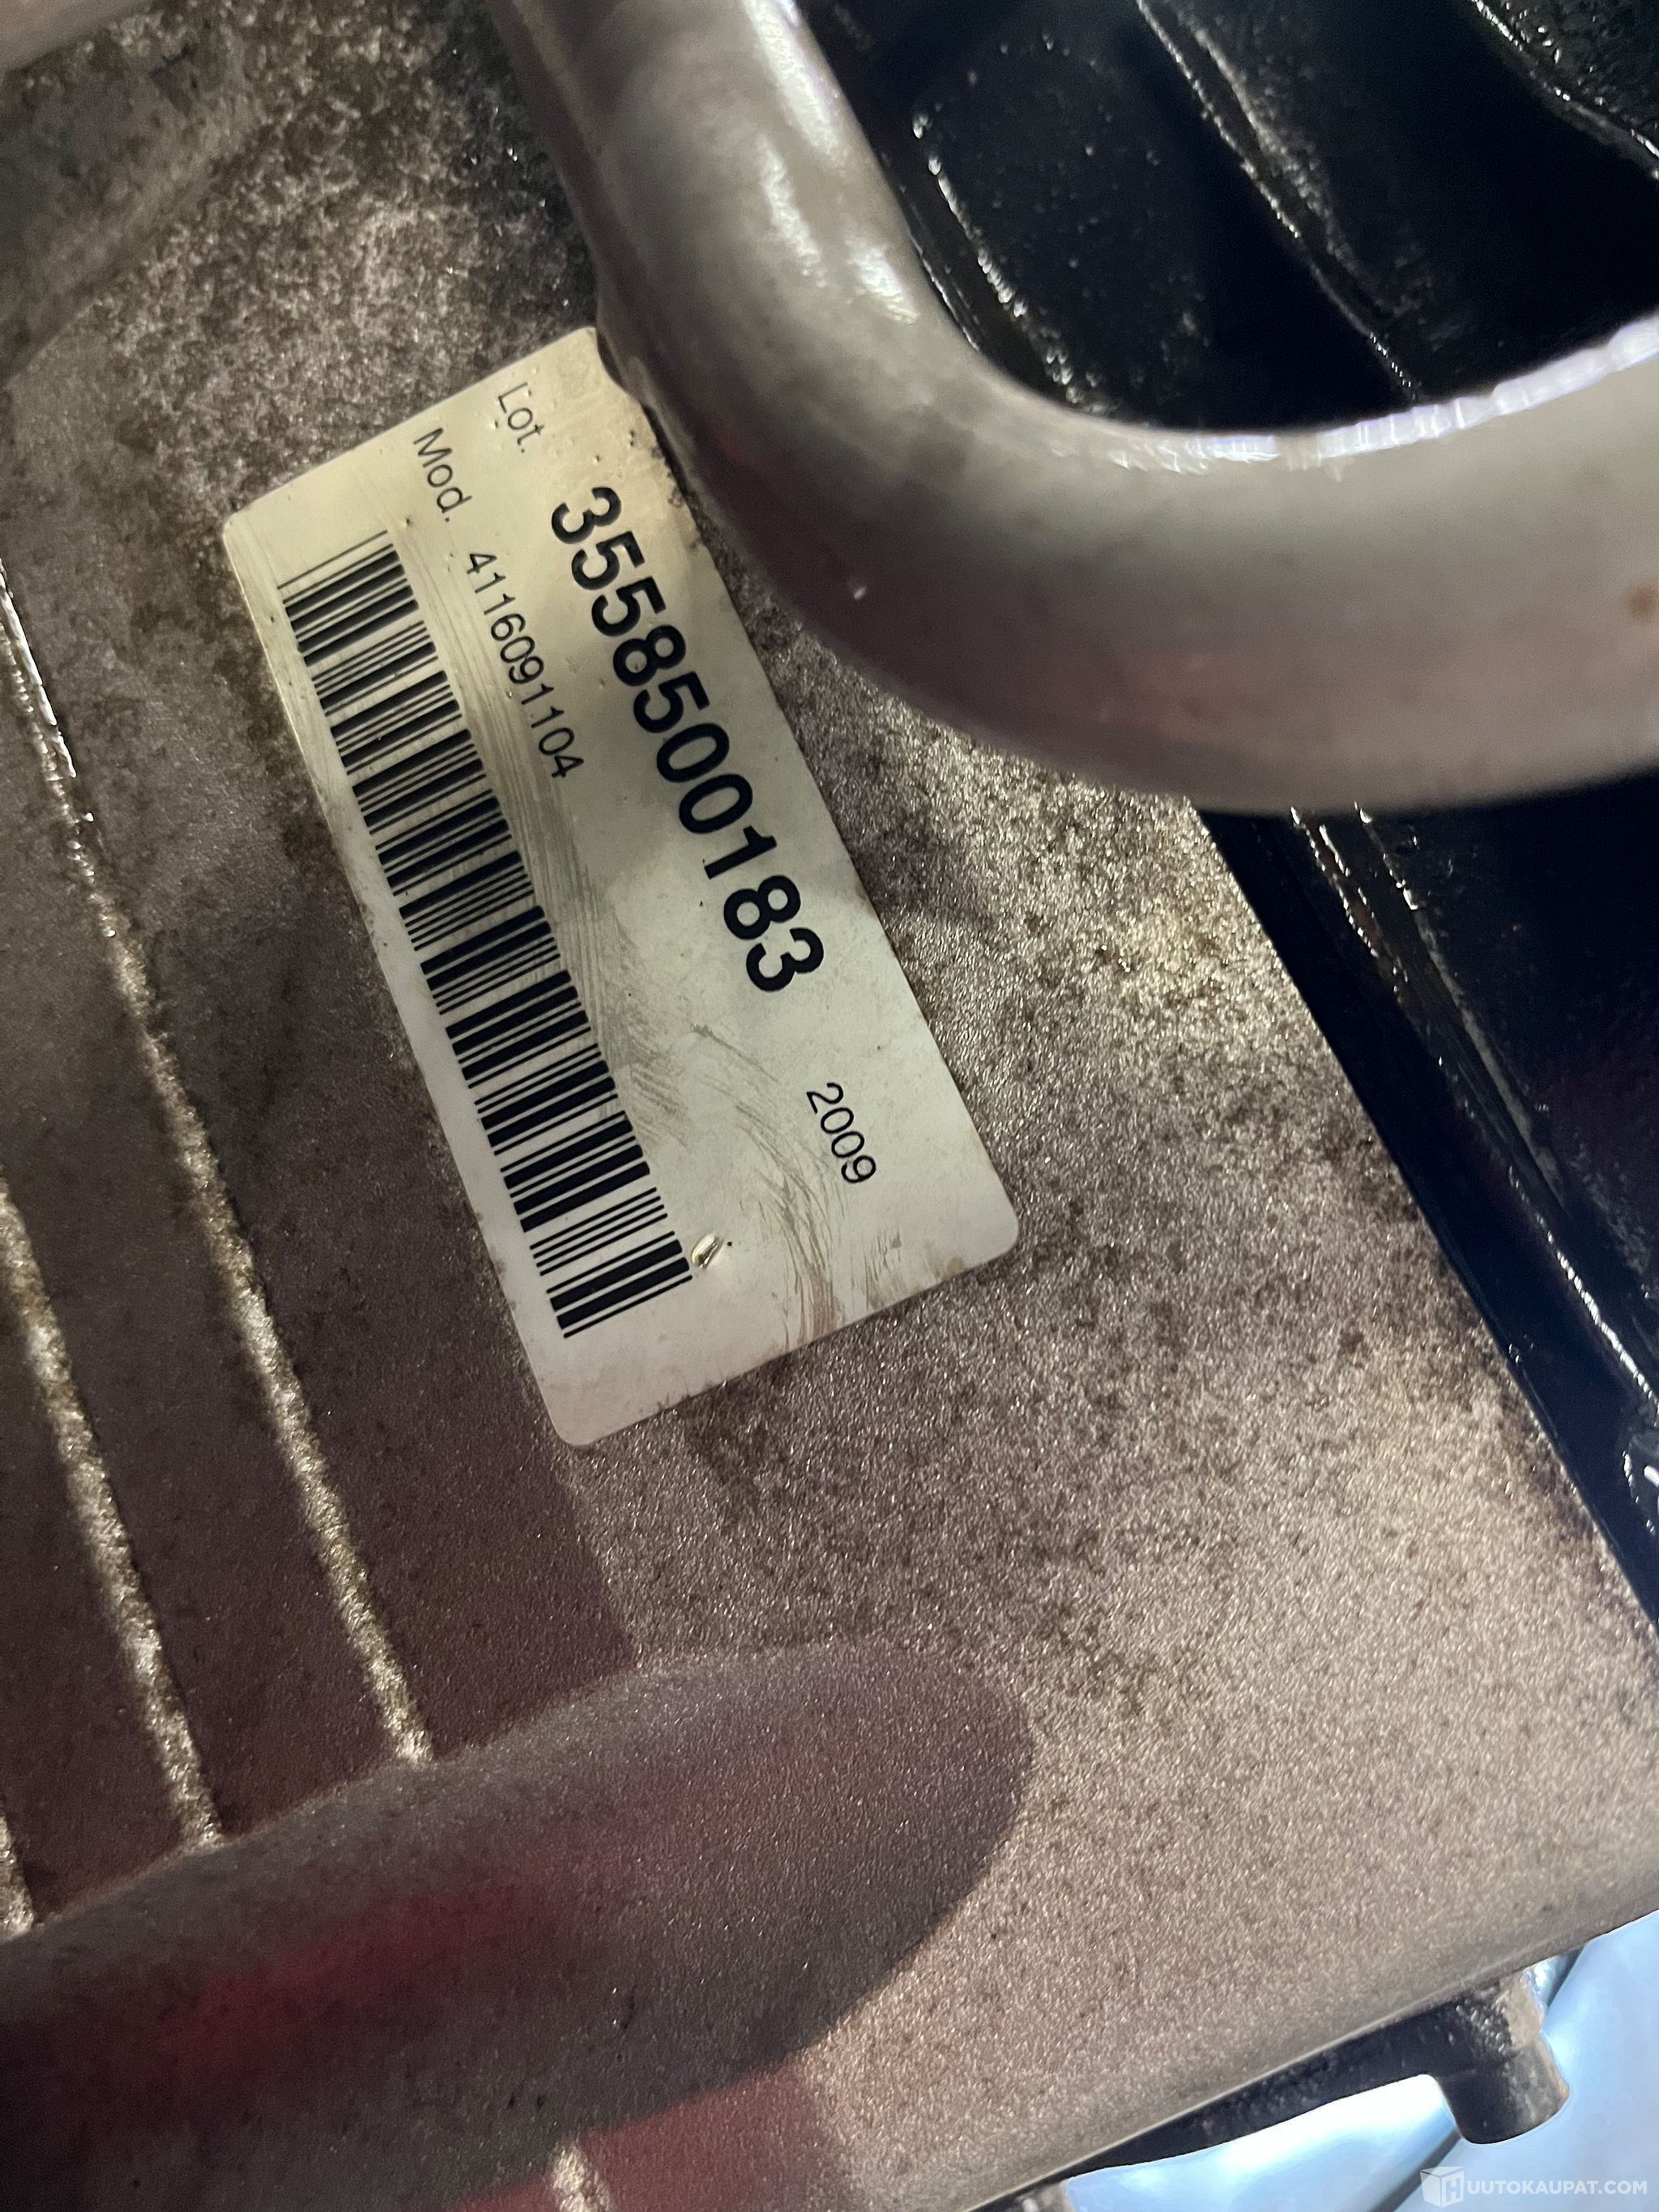 Lot. 3558500183 2009
Mod. 4116091104
HUUTOKAUPAT.COM